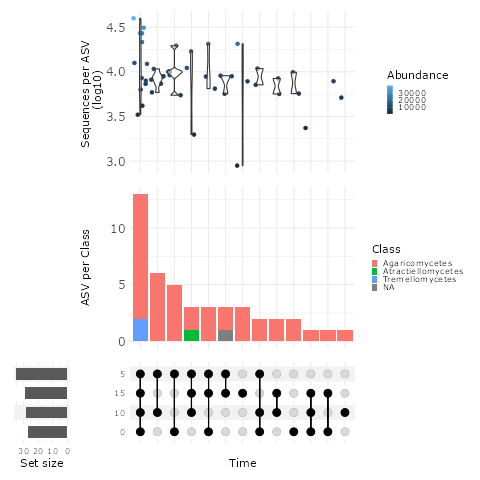 Sequences per ASV
(log10)
4.5
4.0
3.5
3.0
Abundance
30000
20000
10000
ASV per Class
10
5
0
Class
Agaricomycetes
Atractiellomycetes
Tremellomycetes
NA
5
15
10
0
30 20 10 0
Set size
Time